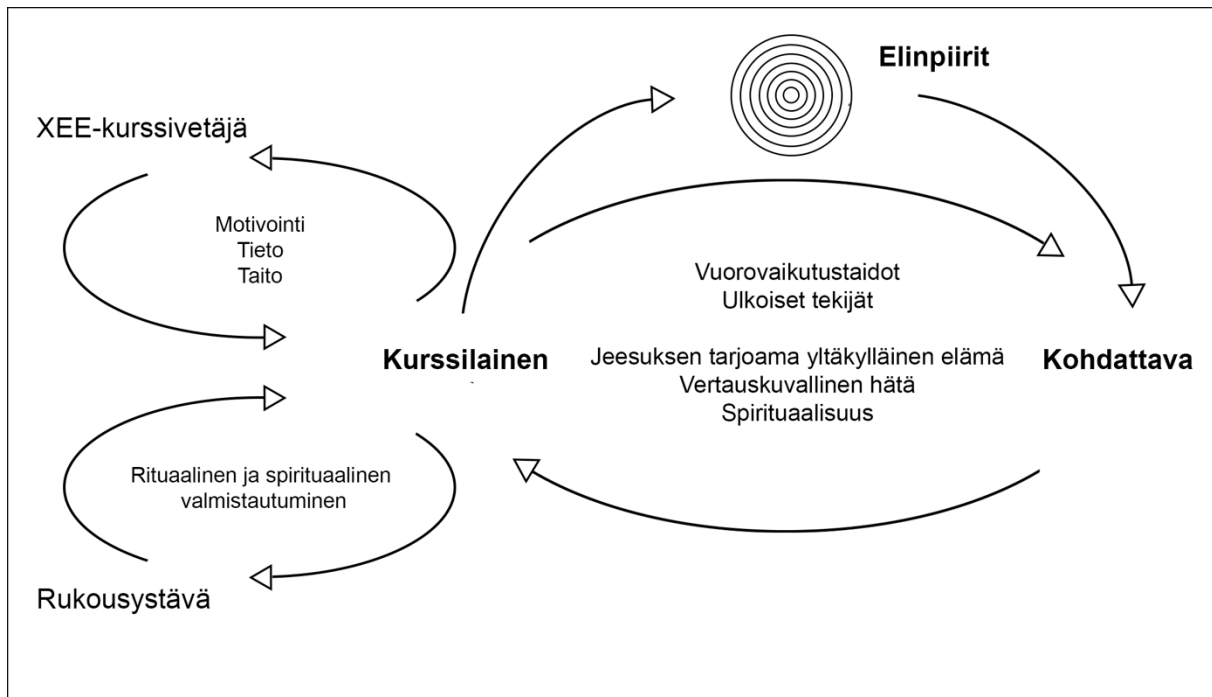 Elinpiirit
XEE-kurssivetäjä
Motivointi
Tieto
Taito
Vuorovaikutustaidot
Ulkoiset tekijät
Kurssilainen
Jeesuksen tarjoama yltäkylläinen elämä
Vertauskuvallinen hätä
Spirituaalisuus
Kohdattava
Rituaalinen ja spirituaalinen
valmistautuminen
Rukousystävä